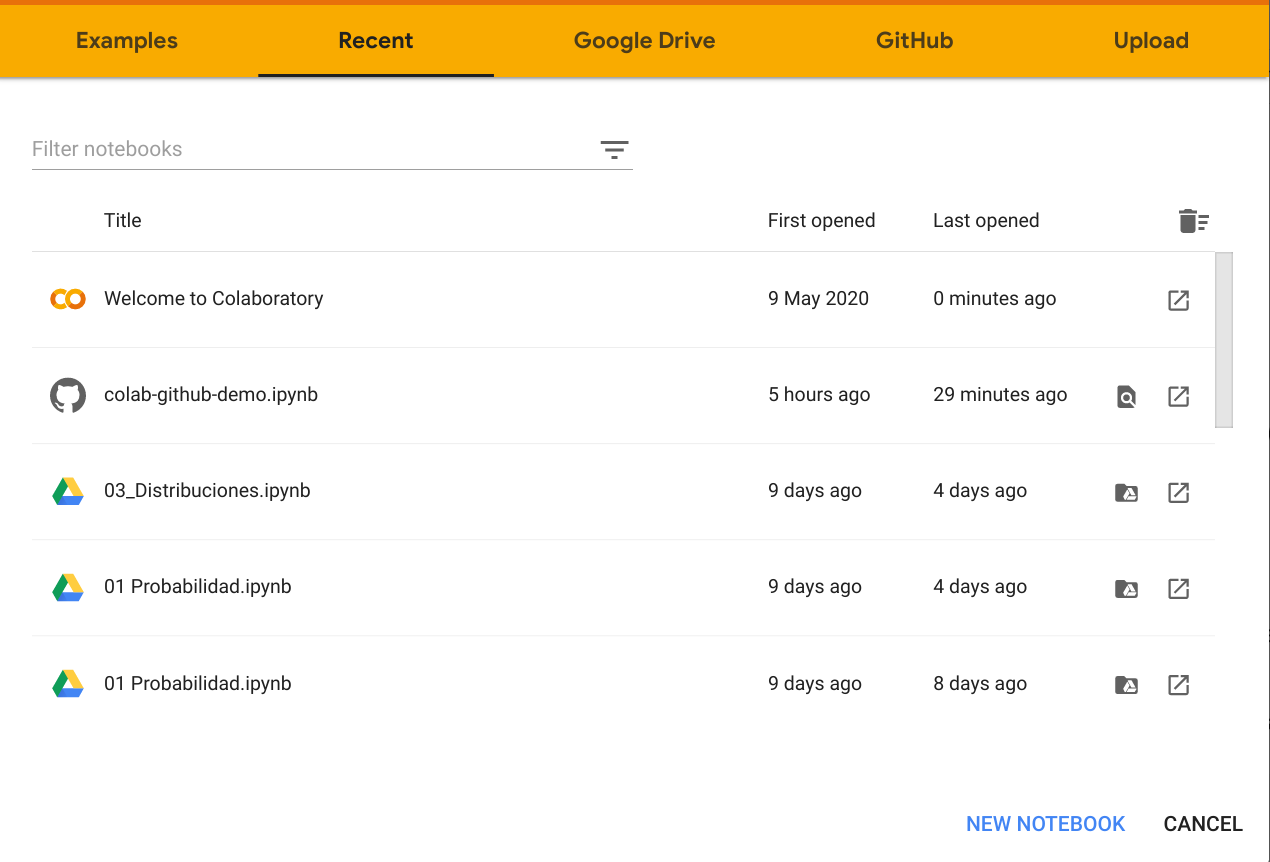 Examples Recent Google Drive GitHub Upload
Filter notebooks
Title First opened Last opened
Welcome to Colaboratory 9 May 2020 0 minutes ago
colab-github-demo.ipynb 5 hours ago 29 minutes ago
03_Distribuciones.ipynb 9 days ago 4 days ago
01 Probabilidad.ipynb 9 days ago 4 days ago
01 Probabilidad.ipynb 9 days ago 8 days ago
NEW NOTEBOOK CANCEL